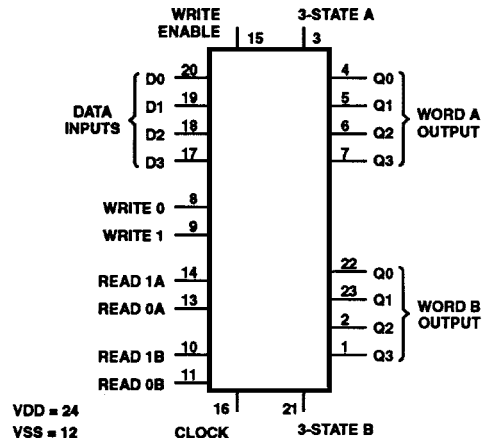 WRITE ENABLE
15
3-STATE A
3
DATA INPUTS
D0 20
D1 19
D2 18
D3 17
WRITE 0 8
WRITE 1 9
READ 1A 14
READ 0A 13
READ 1B 10
READ 0B 11
4 Q0
5 Q1
6 Q2
7 Q3
WORD A OUTPUT
22 Q0
23 Q1
2 Q2
1 Q3
WORD B OUTPUT
16
CLOCK
21
3-STATE B
VDD = 24
VSS = 12